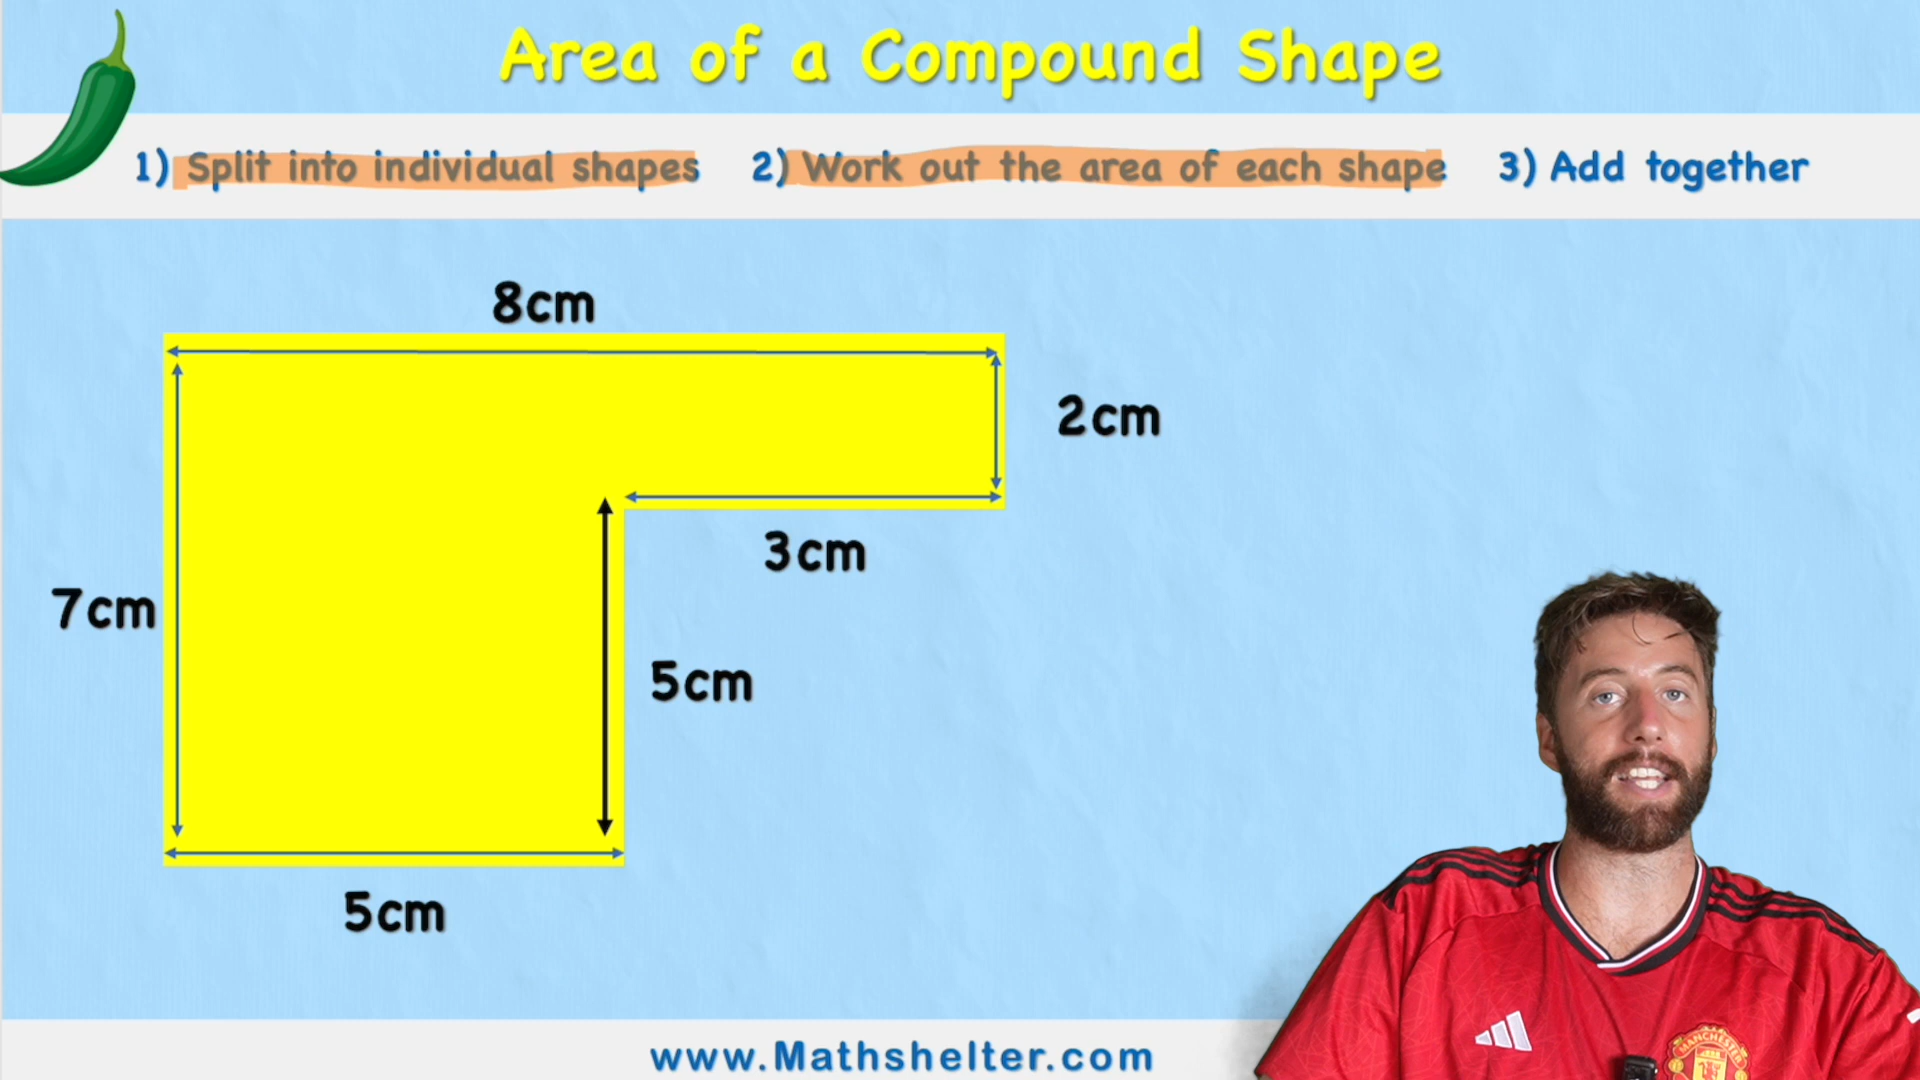 Area of a Compound Shape
1) Split into individual shapes 2) Work out the area of each shape 3) Add together
8cm
2cm
3cm
7cm
5cm
5cm
www.Mathshelter.com
MANCHESTER